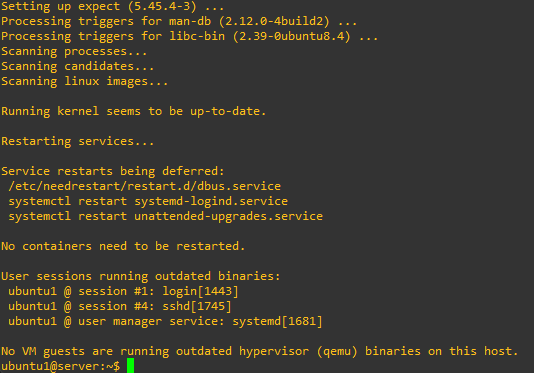 Setting up expect (5.45.4-3) ...
Processing triggers for man-db (2.12.0-4build2) ...
Processing triggers for libc-bin (2.39-0ubuntu8.4) ...
Scanning processes...
Scanning candidates...
Scanning linux images...
Running kernel seems to be up-to-date.
Restarting services...
Service restarts being deferred:
/etc/needrestart/restart.d/dbus.service
systemctl restart systemd-logind.service
systemctl restart unattended-upgrades.service
No containers need to be restarted.
User sessions running outdated binaries:
ubuntu1 @ session #1: login[1443]
ubuntu1 @ session #4: sshd[1745]
ubuntu1 @ user manager service: systemd[1681]
No VM guests are running outdated hypervisor (qemu) binaries on this host.
ubuntu1@server:~$